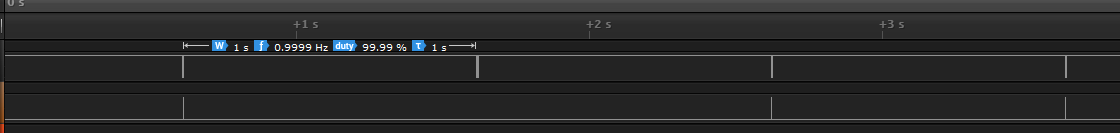 0 s
+1 s +2 s +3 s
W 1 s f 0.9999 Hz duty 99.99 % τ 1 s